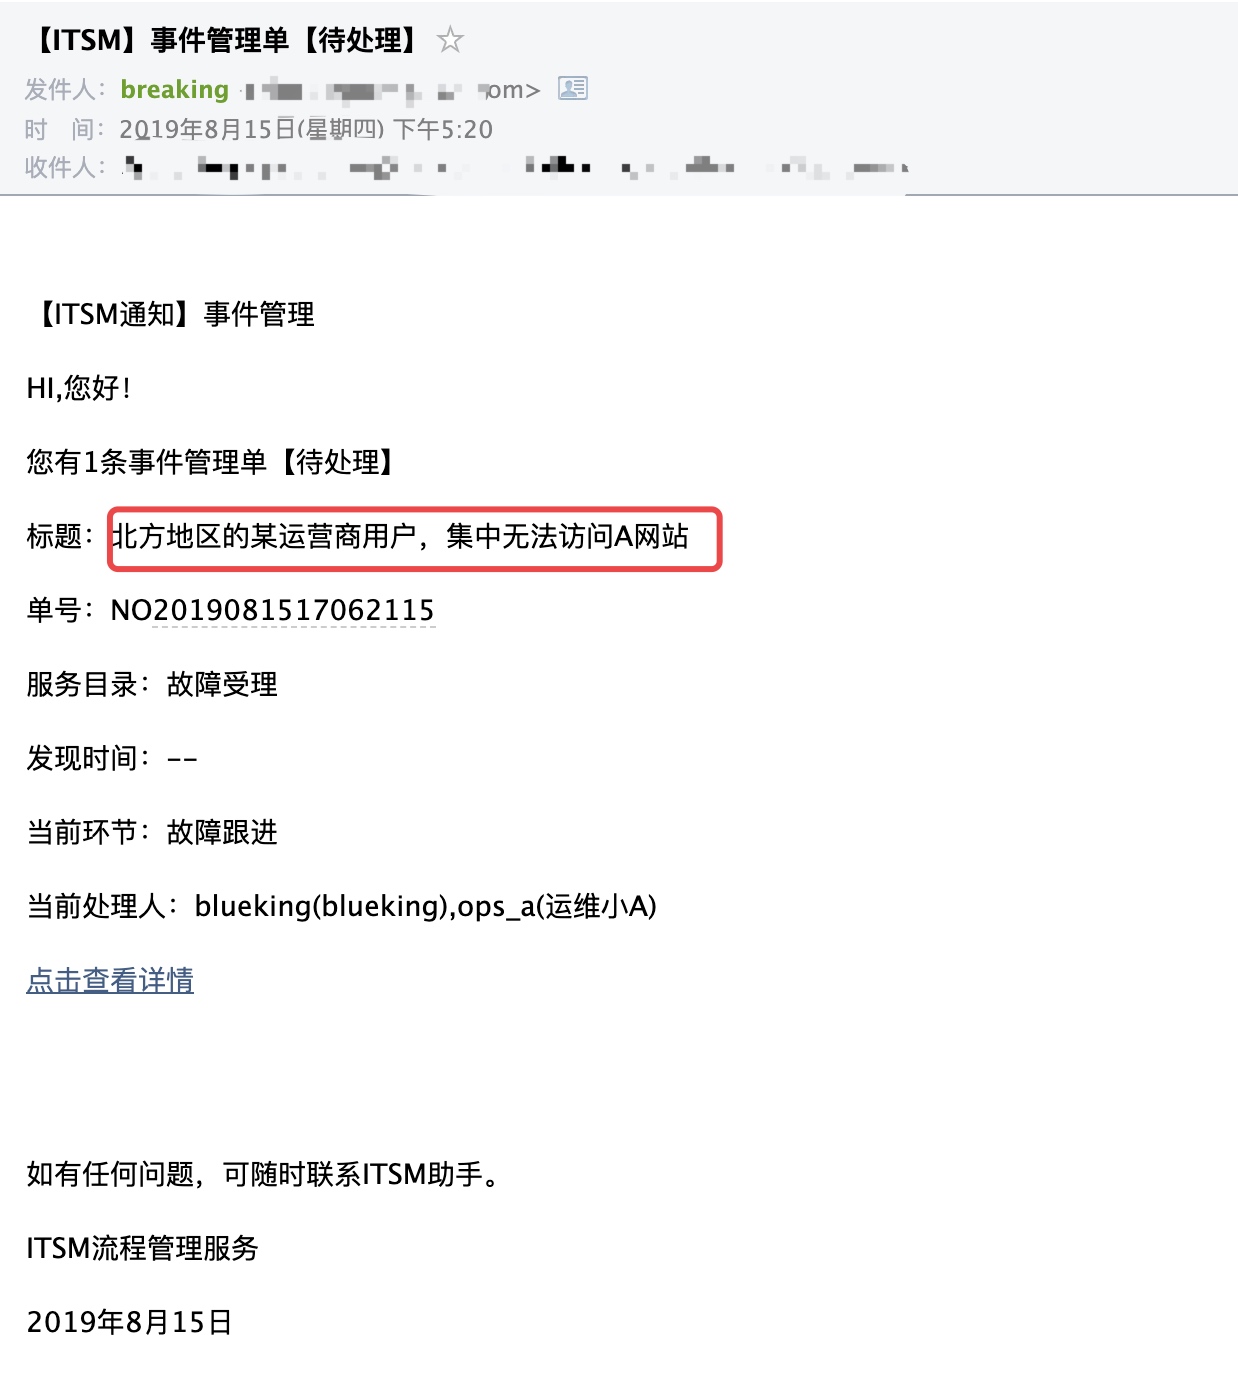 【ITSM】事件管理单【待处理】
发件人：breaking om>
时 间：2019年8月15日(星期四) 下午5:20
收件人：
【ITSM通知】事件管理
HI,您好！
您有1条事件管理单【待处理】
标题：北方地区的某运营商用户，集中无法访问A网站
单号：NO2019081517062115
服务目录：故障受理
发现时间：--
当前环节：故障跟进
当前处理人：blueking(blueking),ops_a(运维小A)
点击查看详情
如有任何问题，可随时联系ITSM助手。
ITSM流程管理服务
2019年8月15日